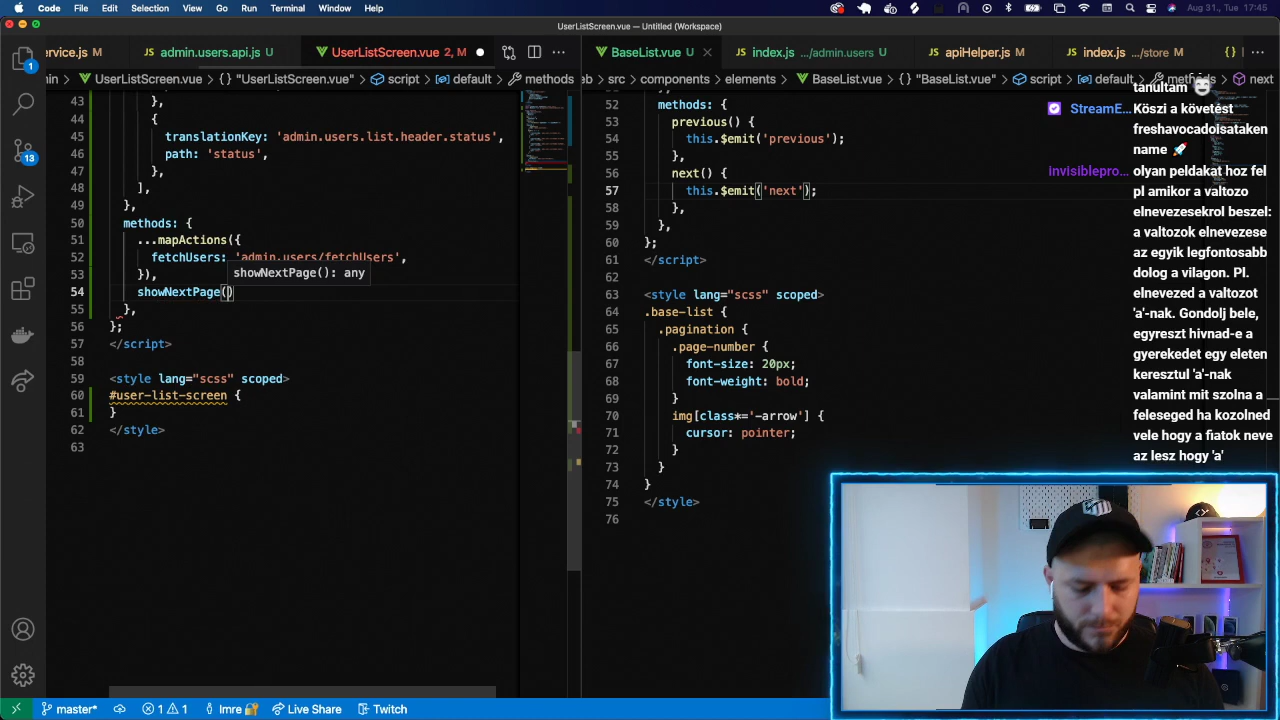 Code File Edit Selection View Go Run Terminal Window Help
Aug 31., Thu 17:45
UserListScreen.vue — Untitled (Workspace)
ervice.js M admin.users.api.js U UserListScreen.vue 2, M
BaseList.vue U index.js .../admin.users U apiHelper.js M index.js .../store M
UserListScreen.vue {} "UserListScreen.vue" script default methods
eb src components elements BaseList.vue {} "BaseList.vue" script default methods next
43 },
44 {
45 translationKey: 'admin.users.list.header.status',
46 path: 'status',
47 },
48 ],
49 },
50 methods: {
51 ...mapActions({
52 fetchUsers: 'admin.users/fetchUsers',
showNextPage(): any
53 }),
54 showNextPage()
55 },
56 };
57 </script>
58
59 <style lang="scss" scoped>
60 #user-list-screen {
61 }
62 </style>
63
52 methods: {
53 previous() {
54 this.$emit('previous');
55 },
56 next() {
57 this.$emit('next');
58 },
59 },
60 };
61 </script>
62
63 <style lang="scss" scoped>
64 .base-list {
65 .pagination {
66 .page-number {
67 font-size: 20px;
68 font-weight: bold;
69 }
70 img[class*='-arrow'] {
71 cursor: pointer;
72 }
73 }
74 }
75 </style>
76
tanultam
StreamE... Köszi a követést
freshavocadolsataken
name 🚀
invisiblepro... olyan peldakat hoz fel
pl amikor a valtozo
elnevezesekrol beszel:
a valtozok elnevezese
az egyik legfontosabb
dolog a vilagon. Pl.
elnevezed a valtozot
'a'-nak. Gondolj bele,
egyreszt hivnad-e a
gyerekedet egy eleten
keresztul 'a'-nak
valamint mit szolna a
feleseged ha kozolned
vele hogy a fiatok neve
az lesz hogy 'a'
1
13
master* 1 1 Imre Live Share Twitch